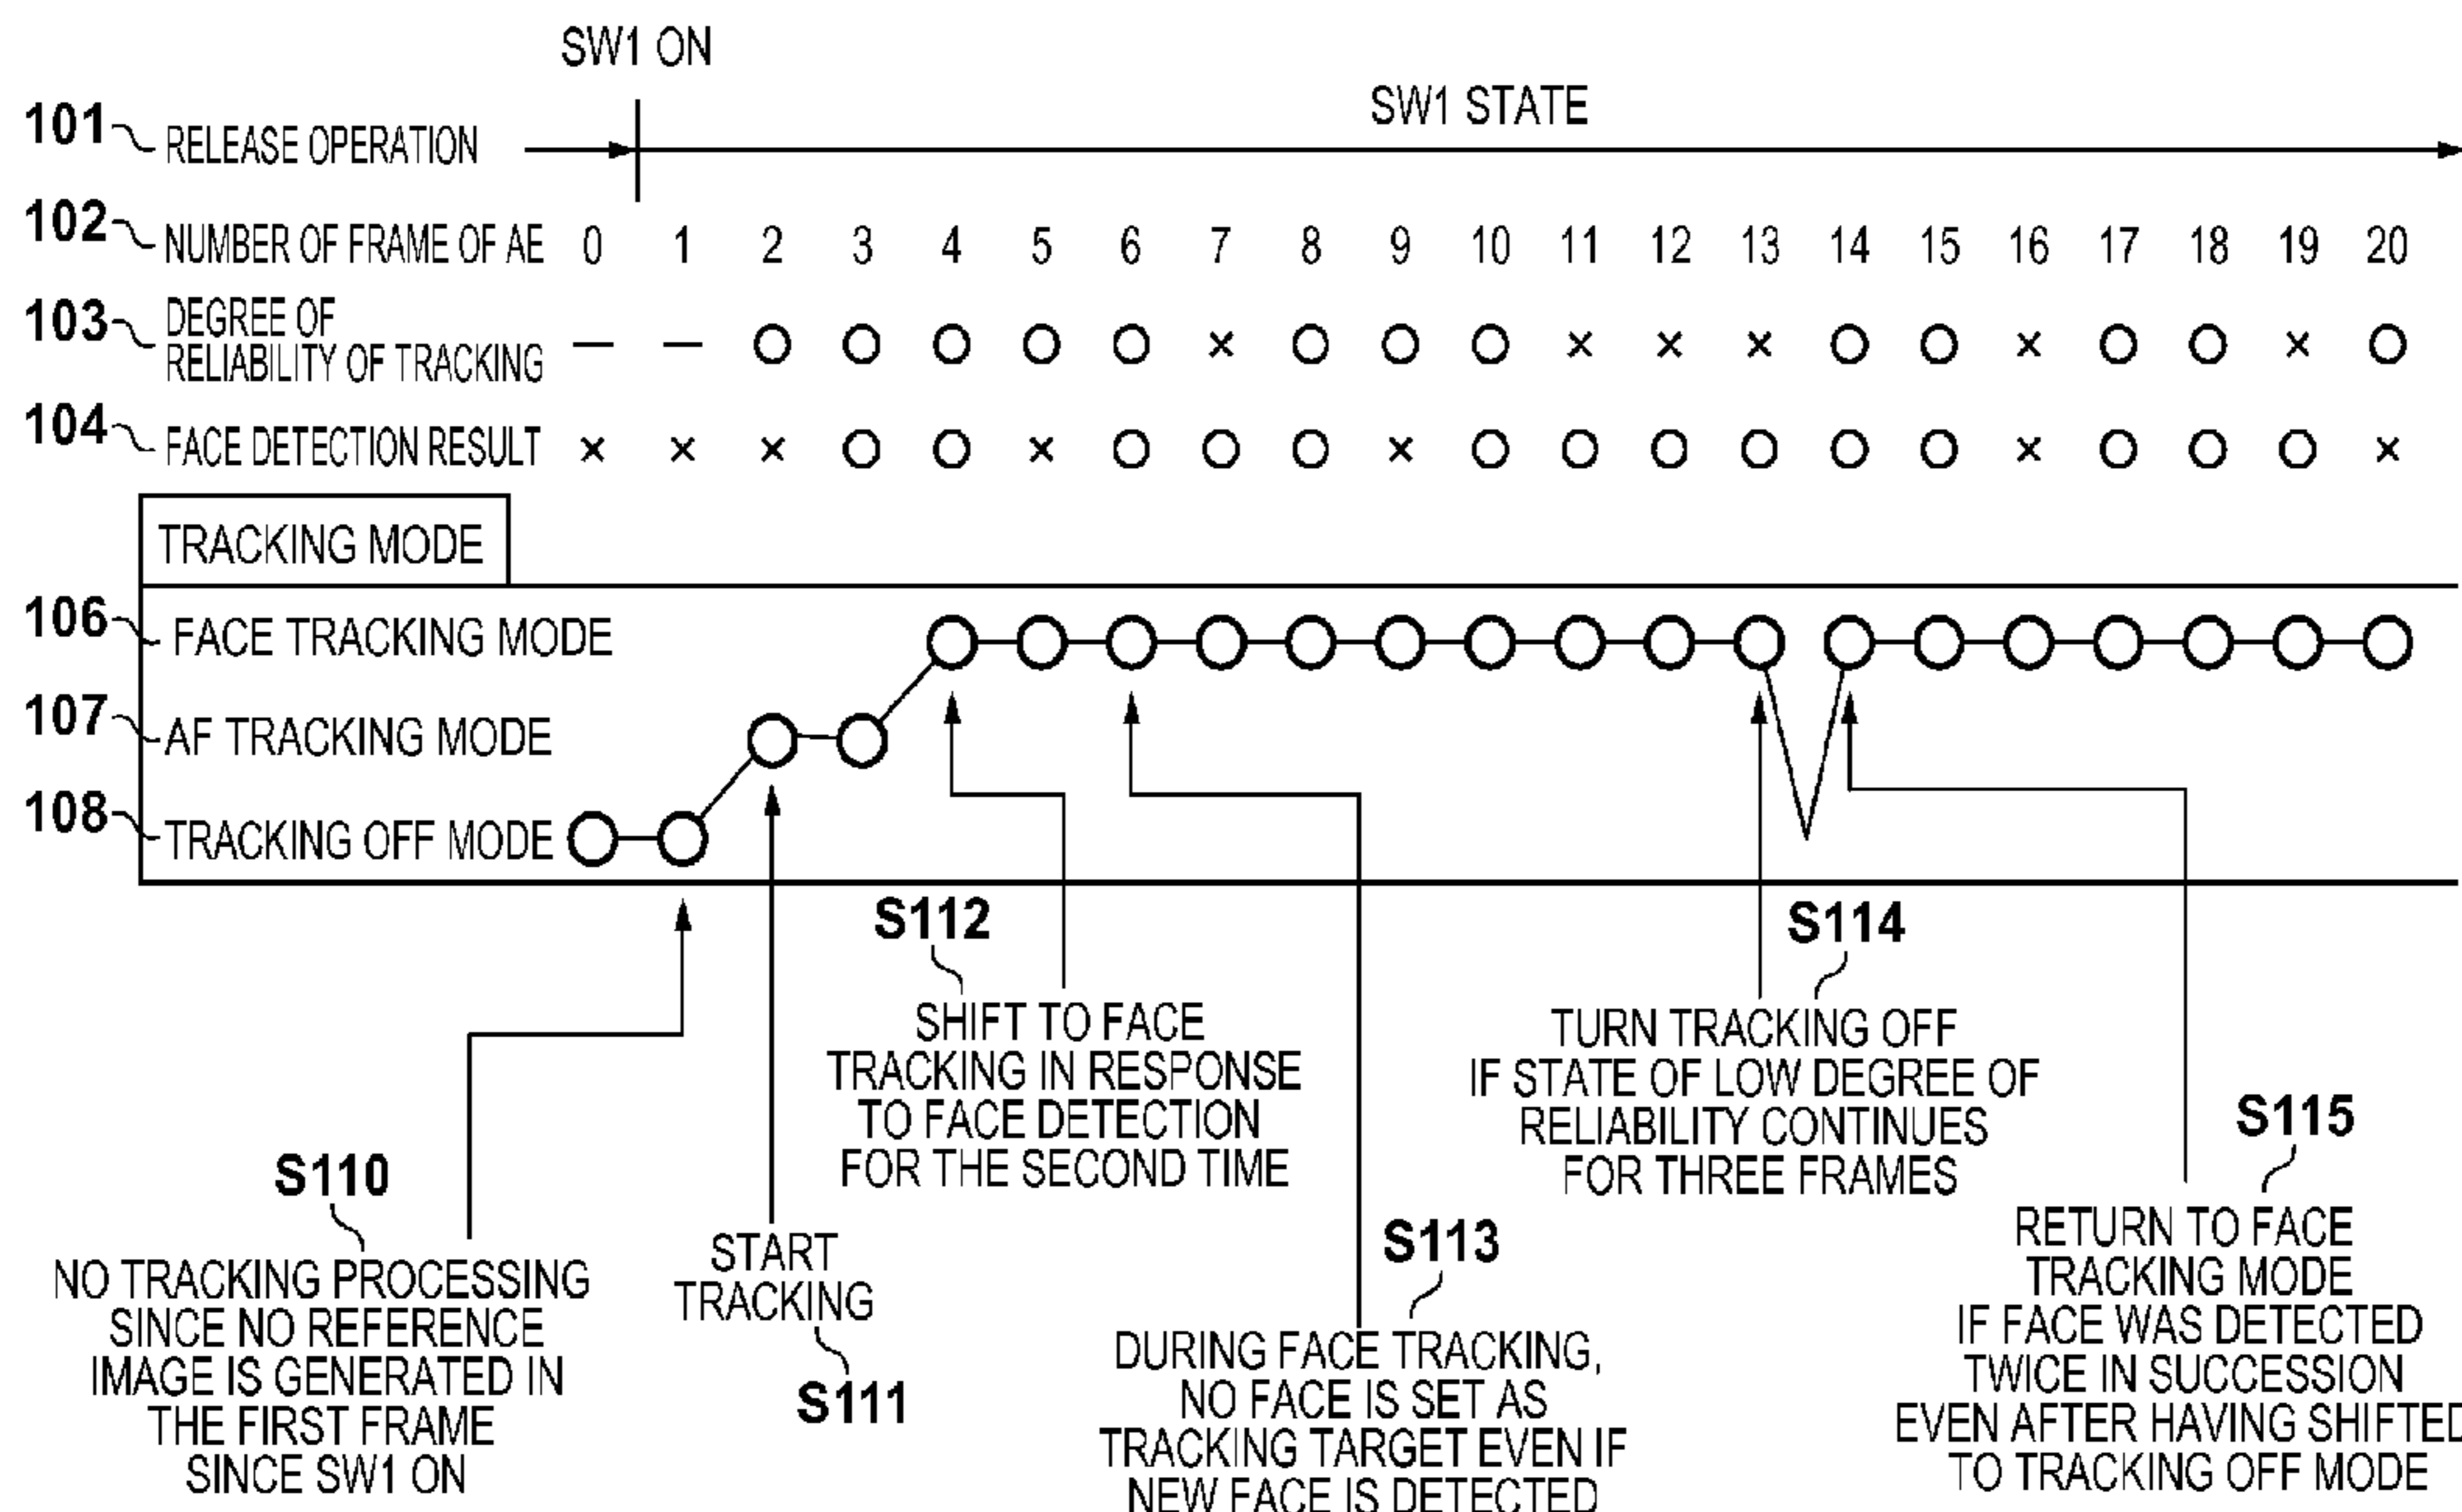 SW1 ON
SW1 STATE
101 RELEASE OPERATION
102 NUMBER OF FRAME OF AE 0 1 2 3 4 5 6 7 8 9 10 11 12 13 14 15 16 17 18 19 20
103 DEGREE OF
RELIABILITY OF TRACKING — — O O O O O × O O O × × × O O × O O × O
104 FACE DETECTION RESULT × × × O O × O O O × O O O O O O × O O O ×
TRACKING MODE
106 FACE TRACKING MODE
107 AF TRACKING MODE
108 TRACKING OFF MODE
S110
NO TRACKING PROCESSING
SINCE NO REFERENCE
IMAGE IS GENERATED IN
THE FIRST FRAME
SINCE SW1 ON
START
TRACKING
S111
S112
SHIFT TO FACE
TRACKING IN RESPONSE
TO FACE DETECTION
FOR THE SECOND TIME
S113
DURING FACE TRACKING,
NO FACE IS SET AS
TRACKING TARGET EVEN IF
NEW FACE IS DETECTED
S114
TURN TRACKING OFF
IF STATE OF LOW DEGREE OF
RELIABILITY CONTINUES
FOR THREE FRAMES
S115
RETURN TO FACE
TRACKING MODE
IF FACE WAS DETECTED
TWICE IN SUCCESSION
EVEN AFTER HAVING SHIFTED
TO TRACKING OFF MODE